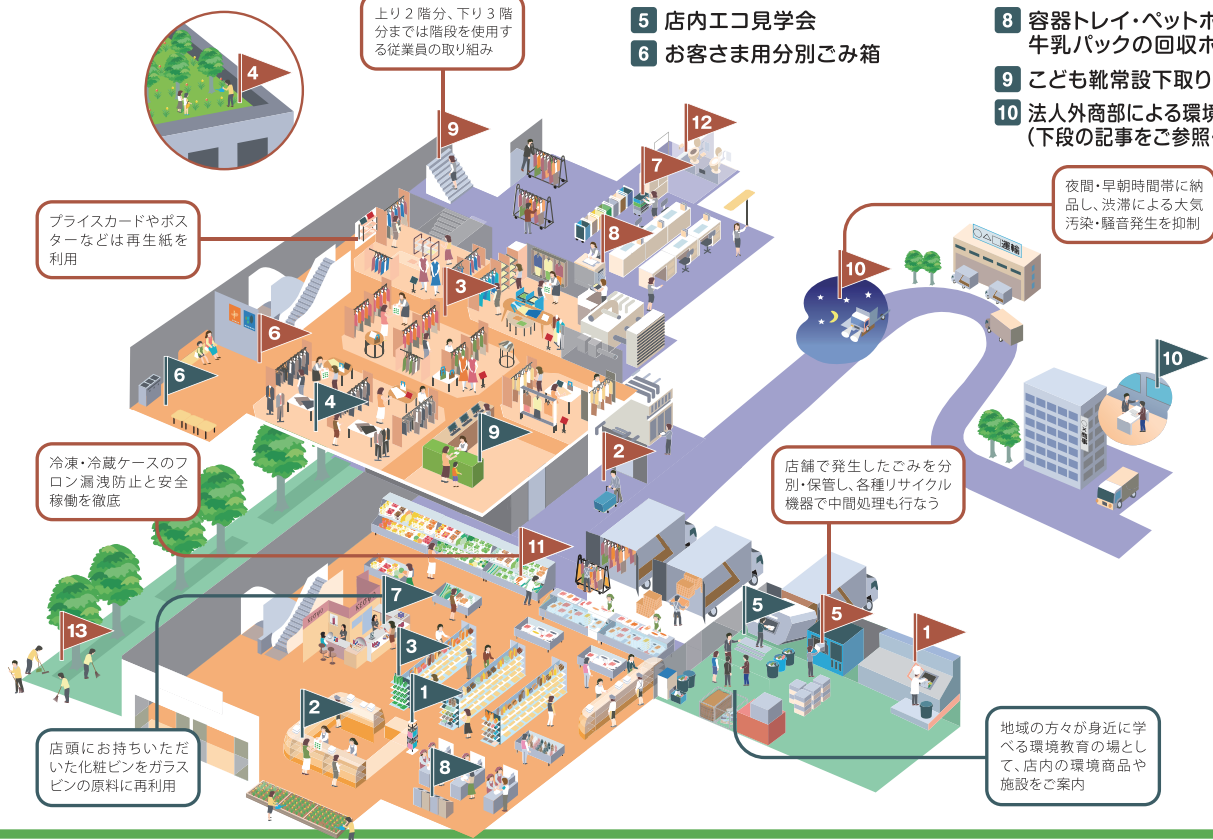 上り2階分、下り3階
分までは階段を使用す
る従業員の取り組み
5 店内エコ見学会
6 お客さま用分別ごみ箱
8 容器トレイ・ペットボ
牛乳パックの回収ボ
9 こども靴常設下取り
10 法人外商部による環境
(下段の記事をご参照
4
9
12
7
8
夜間・早朝時間帯に納
品し、渋滞による大気
汚染・騒音発生を抑制
プライスカードやポス
ターなどは再生紙を
利用
○△□運輸
10
3
6
6
4
9
2
10
冷凍・冷蔵ケースのフ
ロン漏洩防止と安全
稼働を徹底
店舗で発生したごみを分
別・保管し、各種リサイクル
機器で中間処理も行なう
11
7
5
5
1
13
3
1
2
8
店頭にお持ちいただ
いた化粧ビンをガラス
ビンの原料に再利用
地域の方々が身近に学
べる環境教育の場とし
て、店内の環境商品や
施設をご案内